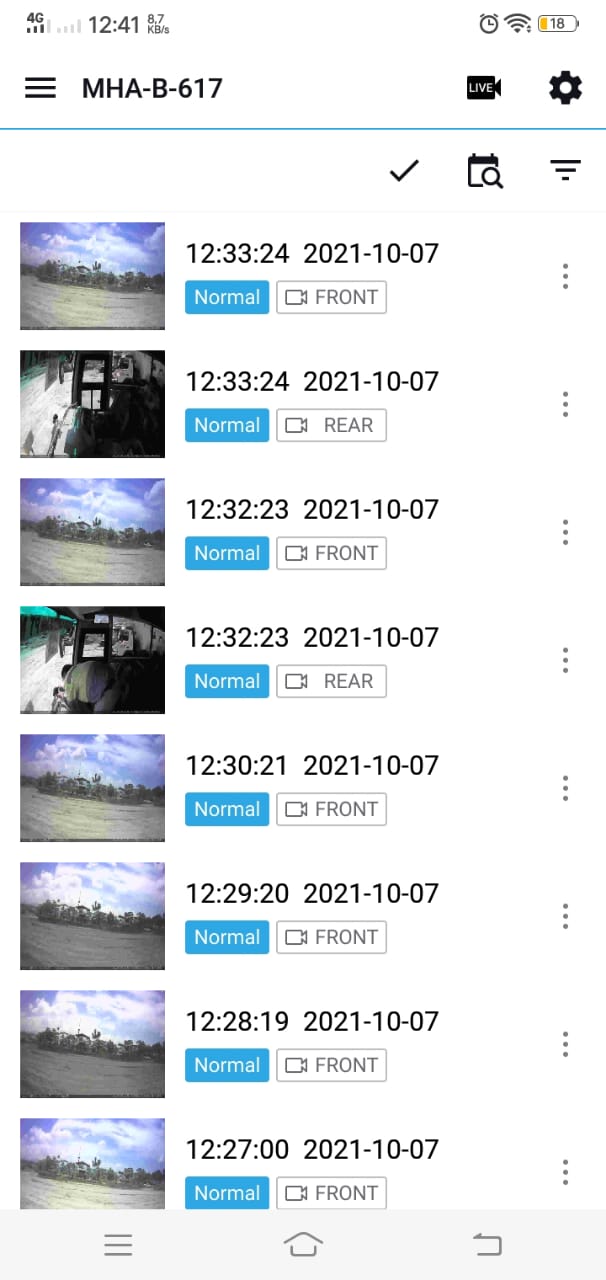 4G 12:41 8,7 KB/s 18
MHA-B-617 LIVE
12:33:24 2021-10-07
Normal FRONT
12:33:24 2021-10-07
Normal REAR
12:32:23 2021-10-07
Normal FRONT
12:32:23 2021-10-07
Normal REAR
12:30:21 2021-10-07
Normal FRONT
12:29:20 2021-10-07
Normal FRONT
12:28:19 2021-10-07
Normal FRONT
12:27:00 2021-10-07
Normal FRONT